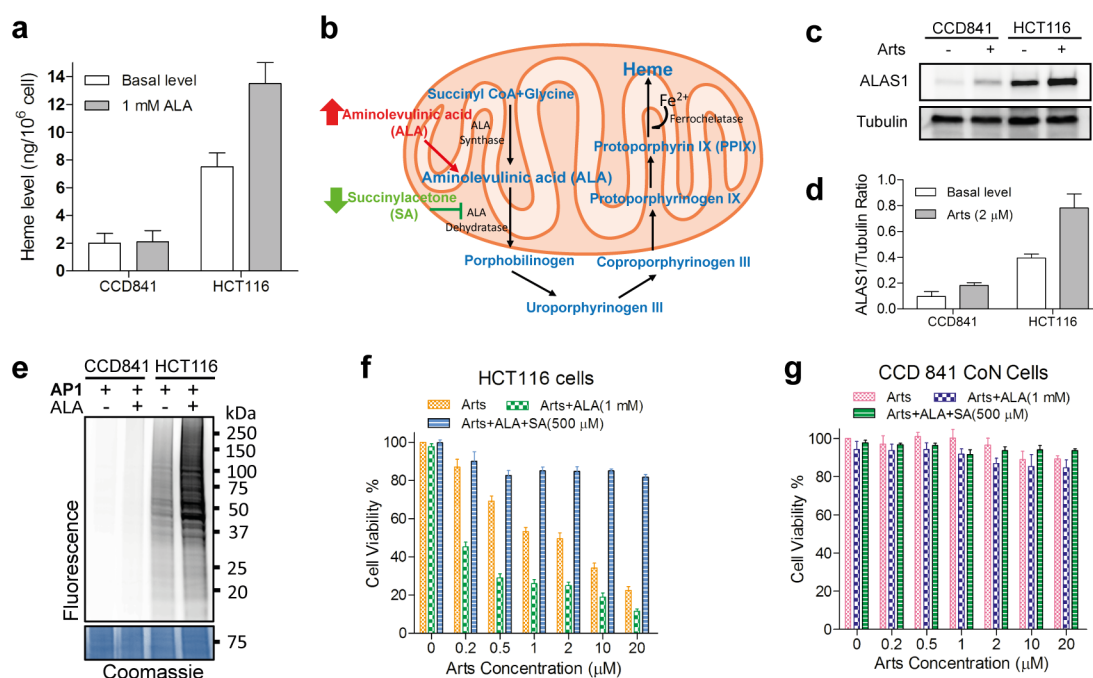 a
Heme level (ng/10⁶ cell)
14
12
10
8
6
4
2
0
Basal level
1 mM ALA
CCD841
HCT116
b
Heme
Succinyl CoA+Glycine
Fe²⁺
Aminolevulinic acid
(ALA)
ALA
Synthase
Ferrochelatase
Protoporphyrin IX (PPIX)
Aminolevulinic acid (ALA)
Succinylacetone
(SA)
Protoporphyrinogen IX
ALA
Dehydratase
Porphobilinogen
Coproporphyrinogen III
Uroporphyrinogen III
c
CCD841 HCT116
Arts - + - +
ALAS1
Tubulin
d
Basal level
Arts (2 μM)
ALAS1/Tubulin Ratio
1.0
0.8
0.6
0.4
0.2
0.0
CCD841
HCT116
e
CCD841 HCT116
AP1 + + + +
ALA - + - +
kDa
250
150
100
75
50
37
25
20
Fluorescence
75
Coomassie
f
HCT116 cells
Arts
Arts+ALA(1 mM)
Arts+ALA+SA(500 μM)
Cell Viability %
100
80
60
40
20
0
0 0.2 0.5 1 2 10 20
Arts Concentration (μM)
g
CCD 841 CoN Cells
Arts
Arts+ALA(1 mM)
Arts+ALA+SA(500 μM)
Cell Viability %
100
80
60
40
20
0
0 0.2 0.5 1 2 10 20
Arts Concentration (μM)